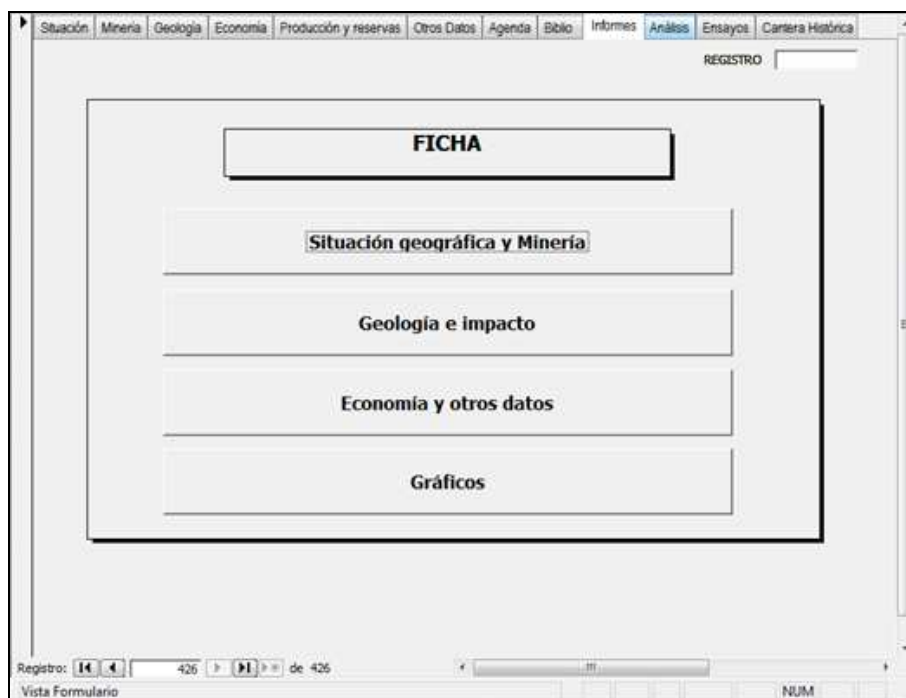 Situación Minería Geología Economía Producción y reservas Otros Datos Agenda Biblio Informes Análisis Ensayos Cantera Histórica
REGISTRO
FICHA
Situación geográfica y Minería
Geología e impacto
Economía y otros datos
Gráficos
Registro: 426 de 426
Vista Formulario NUM